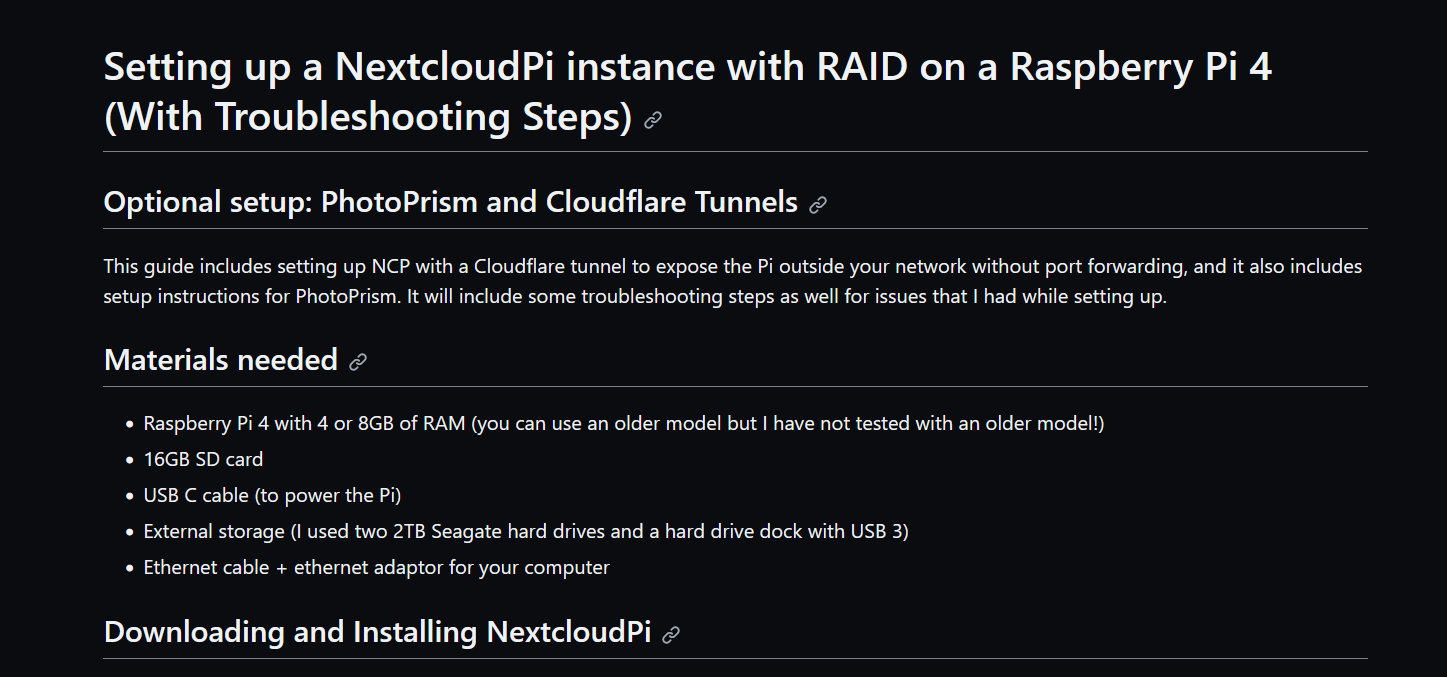 Setting up a NextcloudPi instance with RAID on a Raspberry Pi 4
(With Troubleshooting Steps)
Optional setup: PhotoPrism and Cloudflare Tunnels
This guide includes setting up NCP with a Cloudflare tunnel to expose the Pi outside your network without port forwarding, and it also includes
setup instructions for PhotoPrism. It will include some troubleshooting steps as well for issues that I had while setting up.
Materials needed
• Raspberry Pi 4 with 4 or 8GB of RAM (you can use an older model but I have not tested with an older model!)
• 16GB SD card
• USB C cable (to power the Pi)
• External storage (I used two 2TB Seagate hard drives and a hard drive dock with USB 3)
• Ethernet cable + ethernet adaptor for your computer
Downloading and Installing NextcloudPi